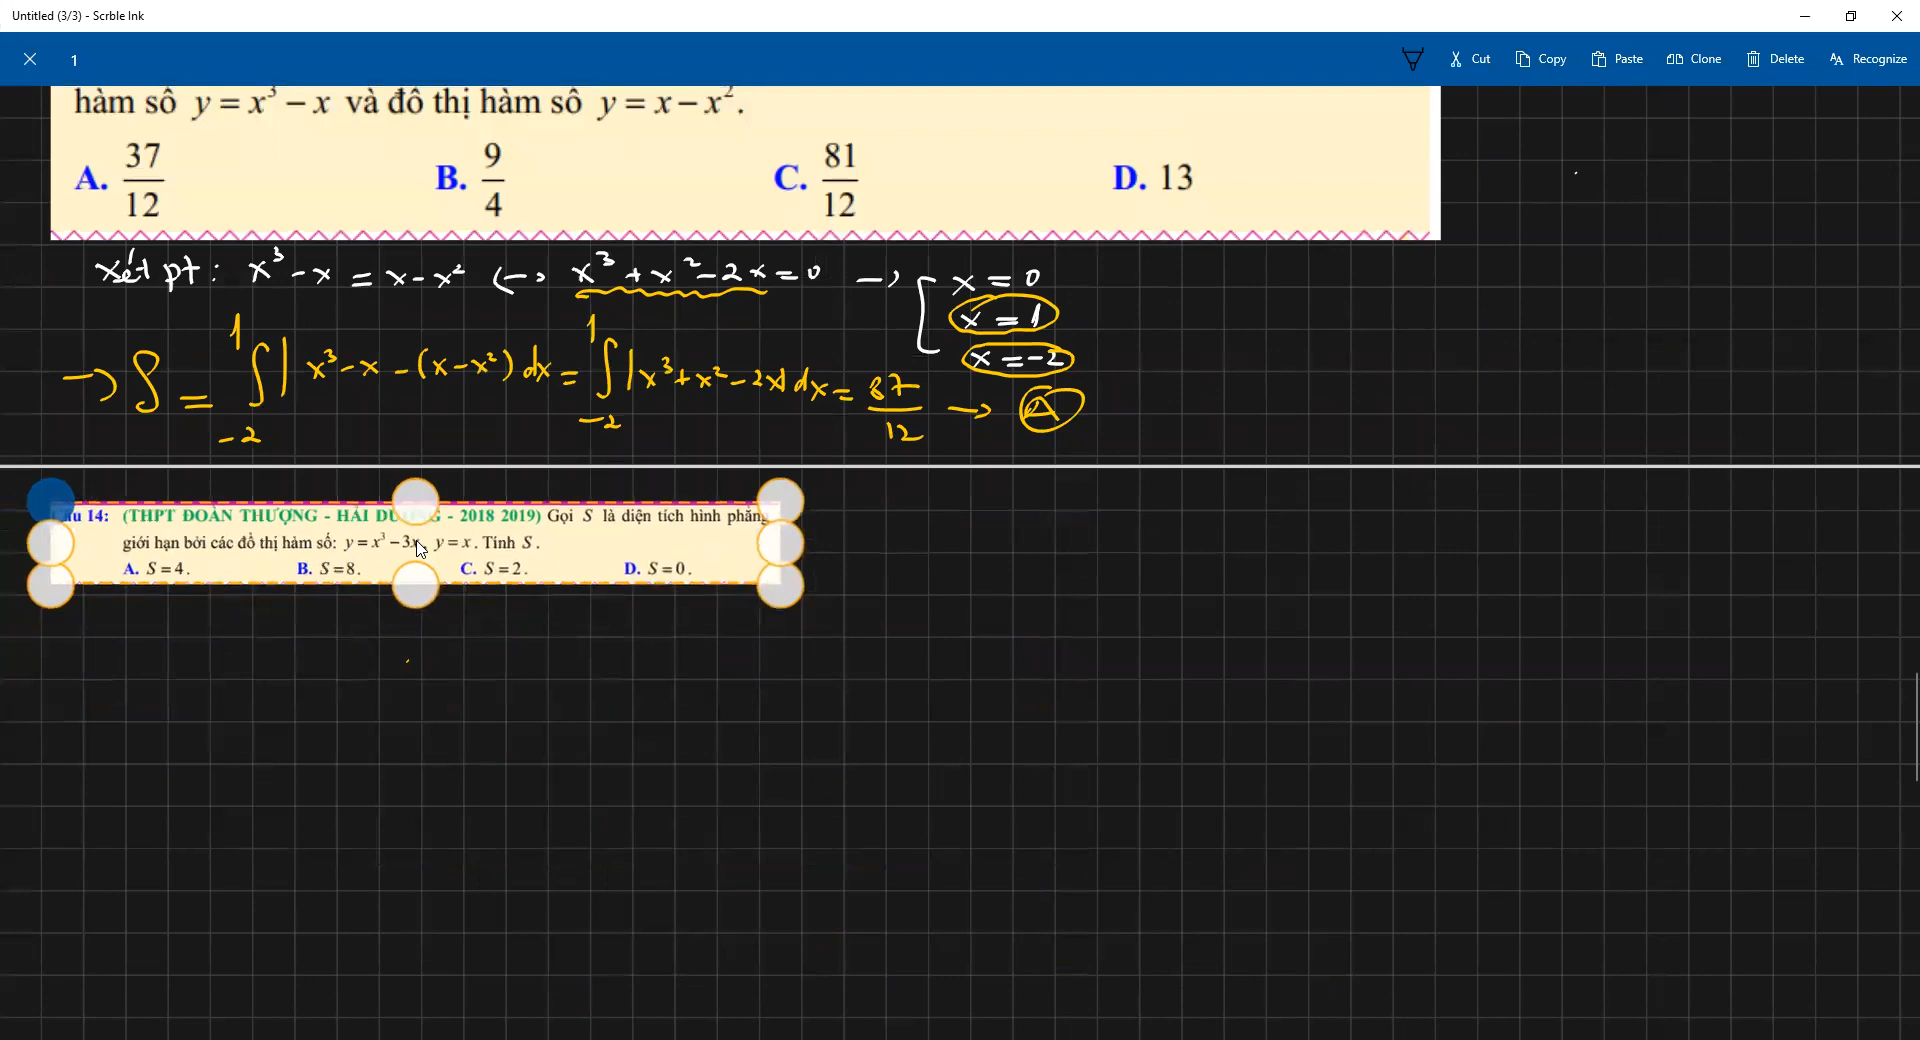 Untitled (3/3) - Scrble Ink
1
Cut
Copy
Paste
Clone
Delete
Recognize
hàm số y = x³ − x và đồ thị hàm số y = x − x².
A. 37/12 B. 9/4 C. 81/12 D. 13
xét pt: x³ − x = x − x² (−> x³ + x² − 2x = 0 −> [ x = 0
x = 1
x = −2
−> S = ∫_{−2}^{1} | x³ − x − (x − x²) dx = ∫_{−2}^{1} |x³ + x² − 2x| dx = 37/12 −> A
14: (THPT ĐOÀN THƯỢNG - HẢI - 2018 2019) Gọi S là diện tích hình phẳng
giới hạn bởi các đồ thị hàm số: y = x³ − 3x, y = x. Tính S.
A. S = 4. B. S = 8. C. S = 2. D. S = 0.